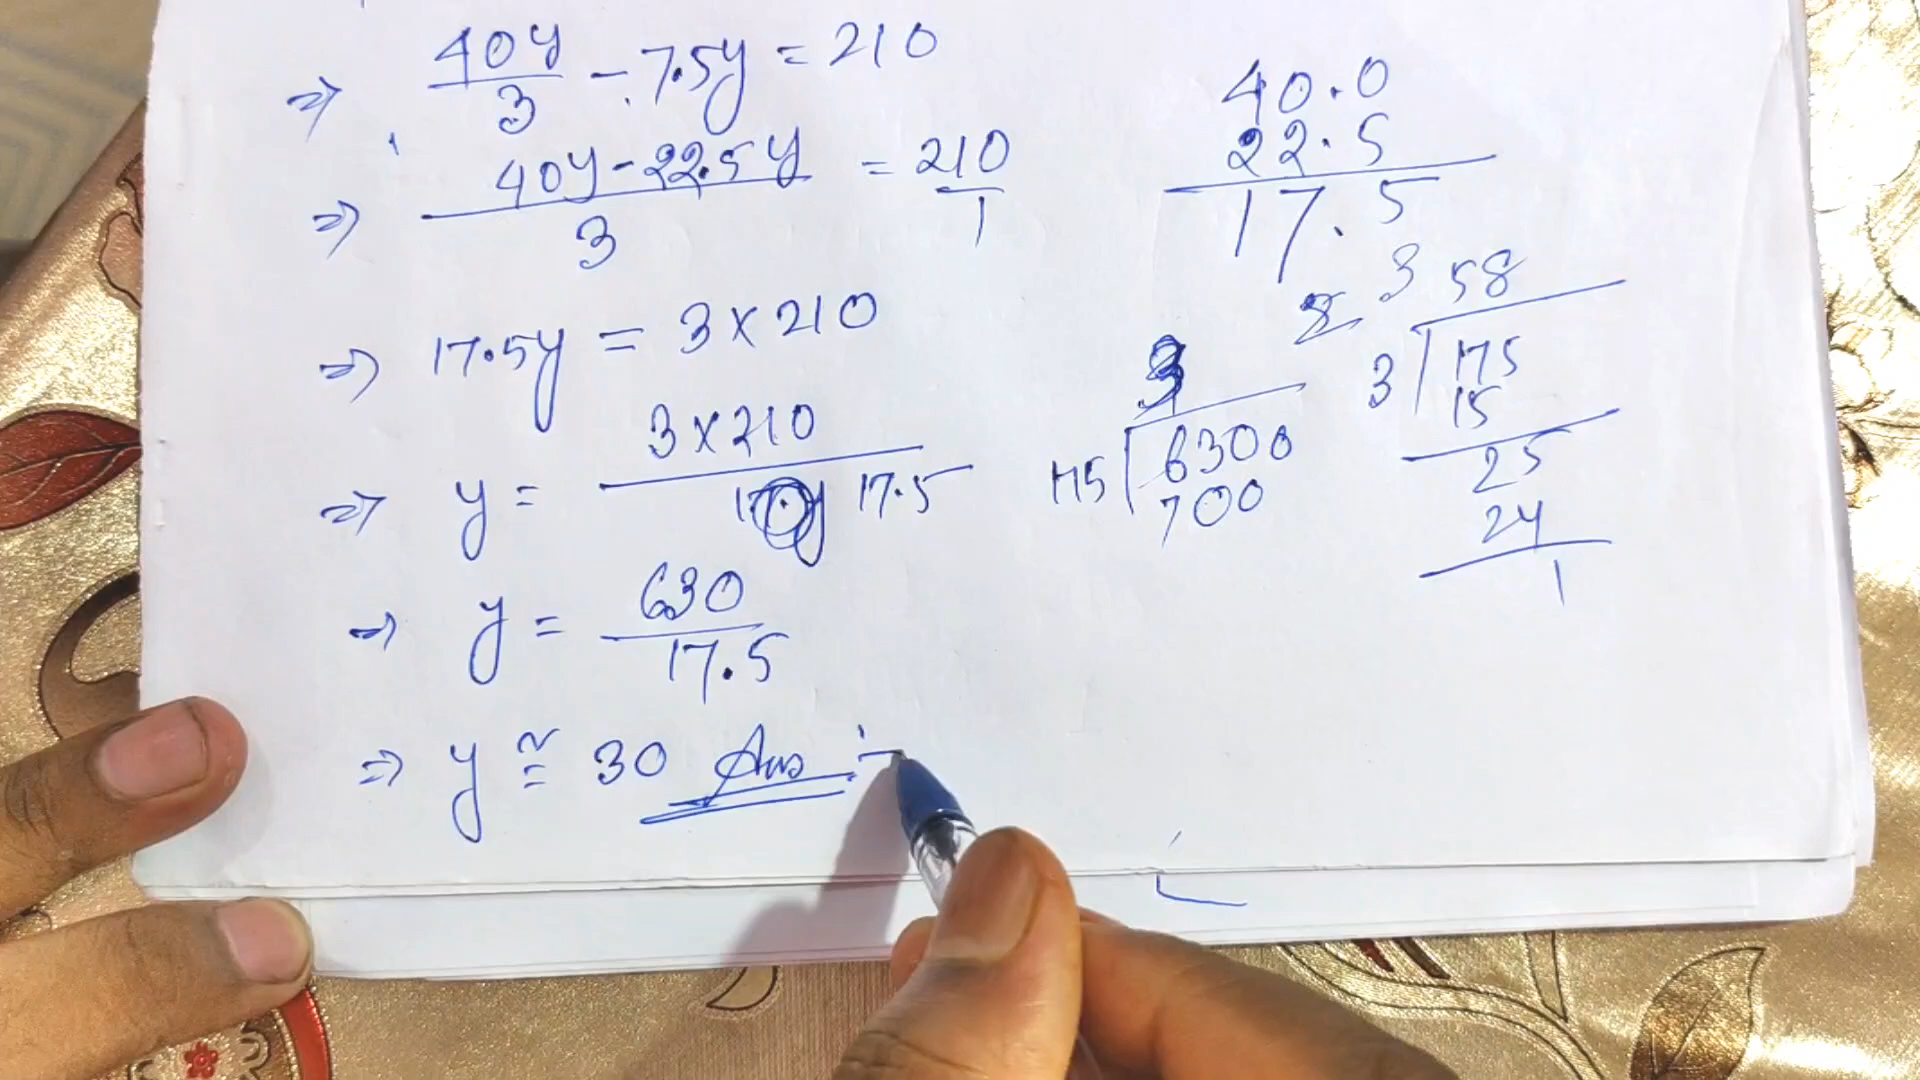 ⇒ 40y/3 - 7.5y = 210
⇒ 40y - 22.5y/3 = 210/1
⇒ 17.5y = 3 × 210
⇒ y = 3 × 210/17.5
⇒ y = 630/17.5
⇒ y ≅ 30 Ans :-
40.0
22.5
17.5
3 58
3 175
15
25
24
1
175 6300
700